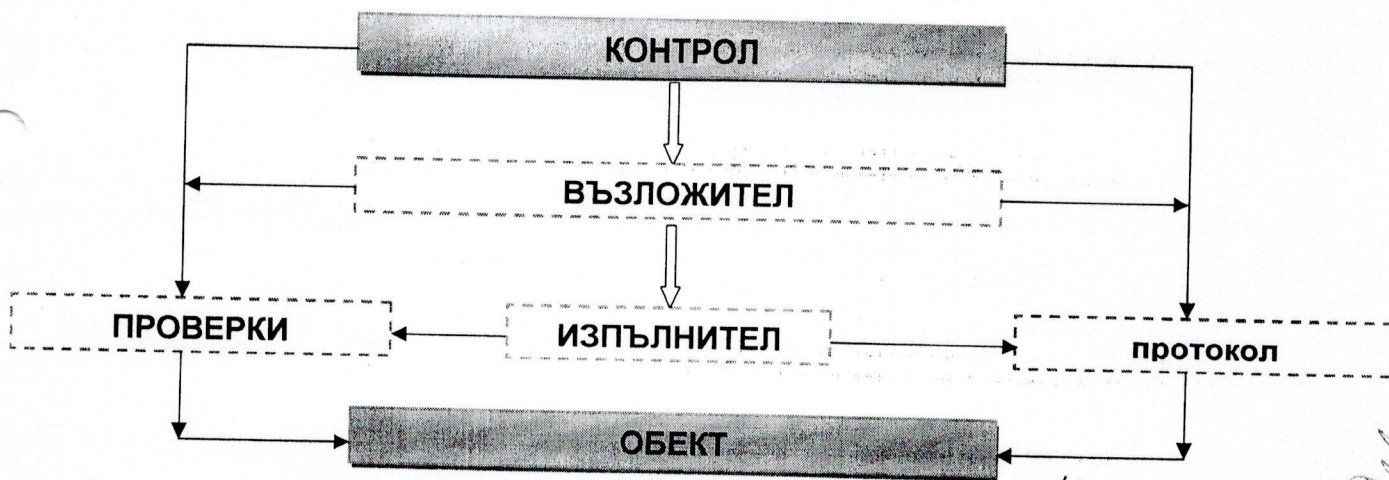 КОНТРОЛ
ВЪЗЛОЖИТЕЛ
ПРОВЕРКИ
ИЗПЪЛНИТЕЛ
протокол
ОБЕКТ